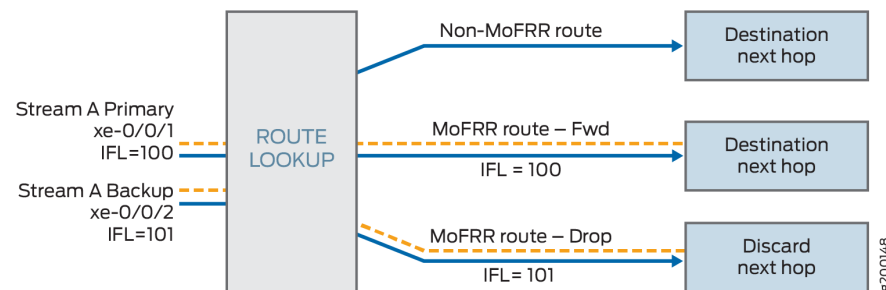 Non-MoFRR route
Destination
next hop
Stream A Primary
xe-0/0/1
IFL=100
Stream A Backup
xe-0/0/2
IFL=101
ROUTE
LOOKUP
MoFRR route – Fwd
IFL = 100
Destination
next hop
MoFRR route – Drop
IFL= 101
Discard
next hop
g200148